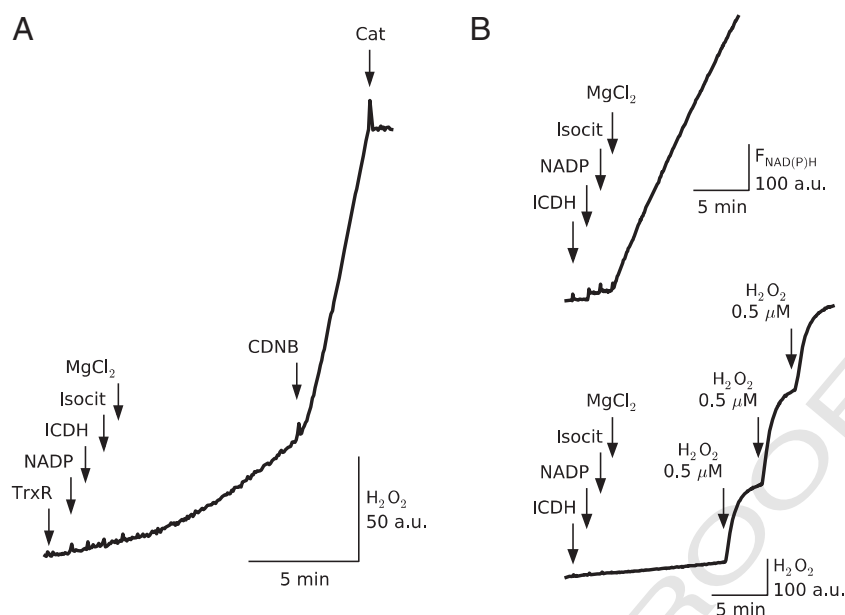 A
Cat
CDNB
MgCl₂
Isocit
ICDH
NADP
TrxR
H₂O₂
50 a.u.
5 min
B
MgCl₂
Isocit
NADP
ICDH
F_NAD(P)H
100 a.u.
5 min
H₂O₂
0.5 μM
H₂O₂
0.5 μM
H₂O₂
0.5 μM
MgCl₂
Isocit
NADP
ICDH
H₂O₂
100 a.u.
5 min
ROOF